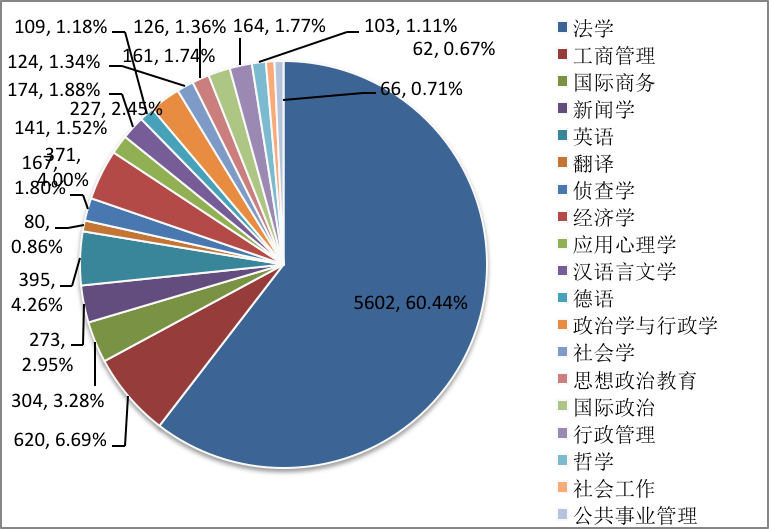 109, 1.18%
126, 1.36%
164, 1.77%
103, 1.11%
62, 0.67%
124, 1.34%
161, 1.74%
174, 1.88%
227, 2.45%
66, 0.71%
141, 1.52%
371,
4.00%
167,
1.80%
80,
0.86%
395,
4.26%
273,
2.95%
304, 3.28%
620, 6.69%
5602, 60.44%
法学
工商管理
国际商务
新闻学
英语
翻译
侦查学
经济学
应用心理学
汉语言文学
德语
政治学与行政学
社会学
思想政治教育
国际政治
行政管理
哲学
社会工作
公共事业管理